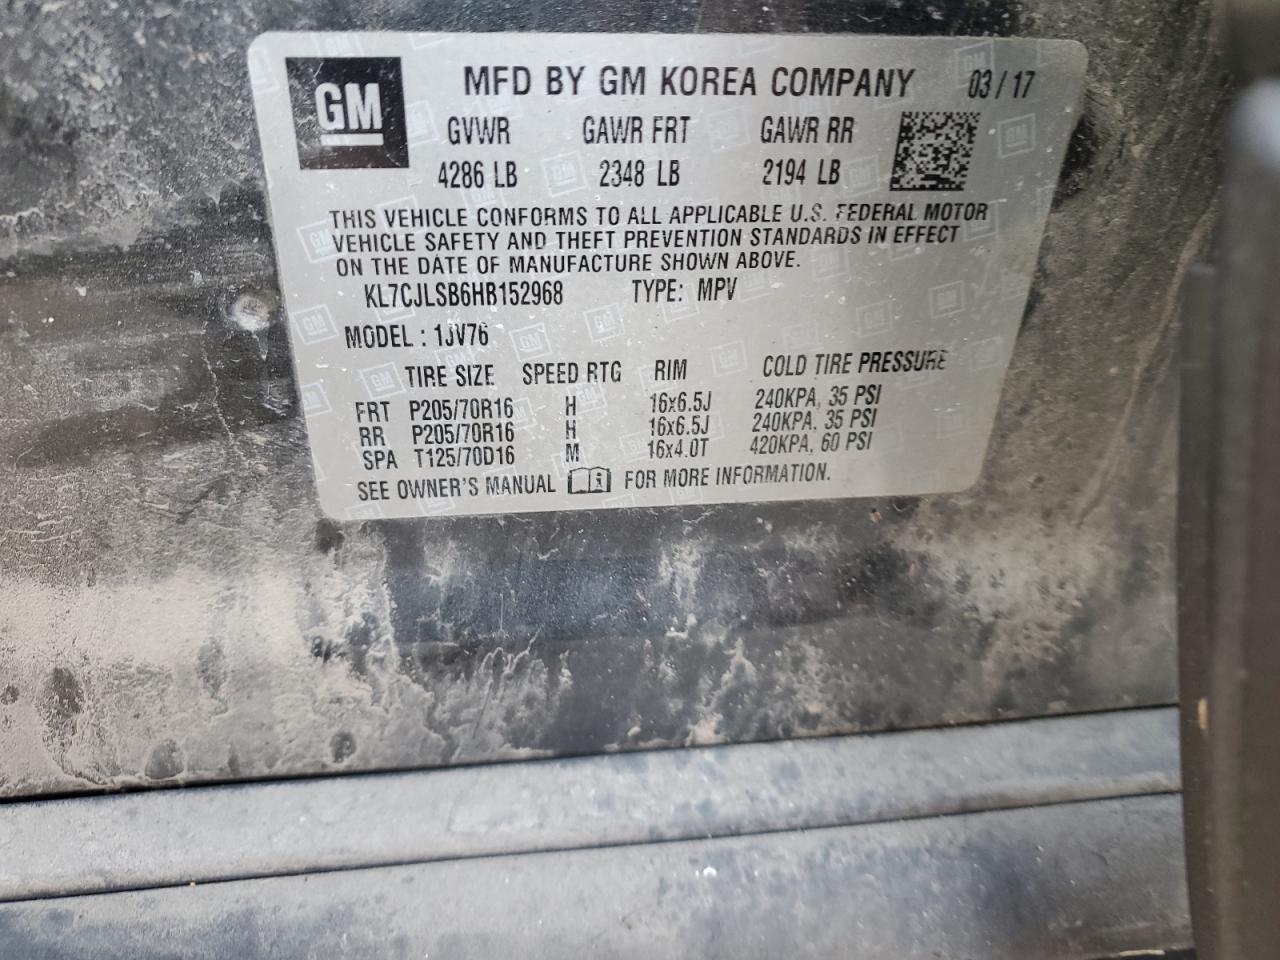 GM MFD BY GM KOREA COMPANY 03/17
GVWR GAWR FRT GAWR RR
4286 LB 2348 LB 2194 LB
THIS VEHICLE CONFORMS TO ALL APPLICABLE U.S. FEDERAL MOTOR
VEHICLE SAFETY AND THEFT PREVENTION STANDARDS IN EFFECT
ON THE DATE OF MANUFACTURE SHOWN ABOVE.
KL7CJLSB6HB152968 TYPE: MPV
MODEL : 1JV76
TIRE SIZE SPEED RTG RIM COLD TIRE PRESSURE
FRT P205/70R16 H 16x6.5J 240KPA, 35 PSI
RR P205/70R16 H 16x6.5J 240KPA, 35 PSI
SPA T125/70D16 M 16x4.0T 420KPA, 60 PSI
SEE OWNER'S MANUAL i FOR MORE INFORMATION.